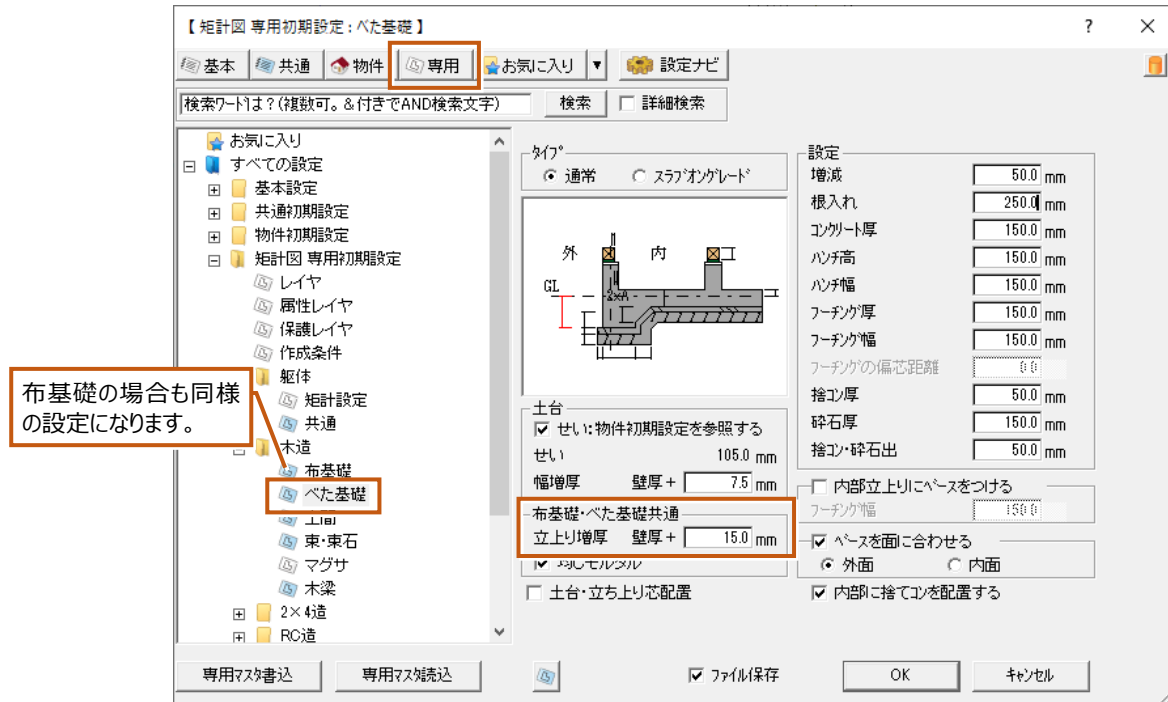 【 矩計図 専用初期設定 : べた基礎 】
? ×
基本 共通 物件 専用 お気に入り ▼ 設定ナビ
検索ワードは？(複数可。&付きでAND検索文字) 検索 詳細検索
お気に入り
すべての設定
基本設定
共通初期設定
物件初期設定
矩計図 専用初期設定
レイヤ
属性レイヤ
保護レイヤ
作成条件
躯体
矩計設定
共通
木造
布基礎
べた基礎
土間
束・束石
マグサ
木梁
2×4造
RC造
布基礎の場合も同様
の設定になります。
タイプ
通常 スラブオングレード
外 内
GL
2×A
土台
せい:物件初期設定を参照する
せい 105.0 mm
幅増厚 壁厚+ 7.5 mm
布基礎・べた基礎共通
立上り増厚 壁厚+ 15.0 mm
均しモルタル
土台・立ち上り芯配置
設定
増減 50.0 mm
根入れ 250.0 mm
コンクリート厚 150.0 mm
ハンチ高 150.0 mm
ハンチ幅 150.0 mm
フーチング厚 150.0 mm
フーチング幅 150.0 mm
フーチングの偏芯距離 0.0
捨コン厚 50.0 mm
砕石厚 150.0 mm
捨コン・砕石出 50.0 mm
内部立上りにベースをつける
フーチング幅 150.0
ベースを面に合わせる
外面 内面
内部に捨てコンを配置する
専用マスタ書込 専用マスタ読込 ファイル保存 OK キャンセル